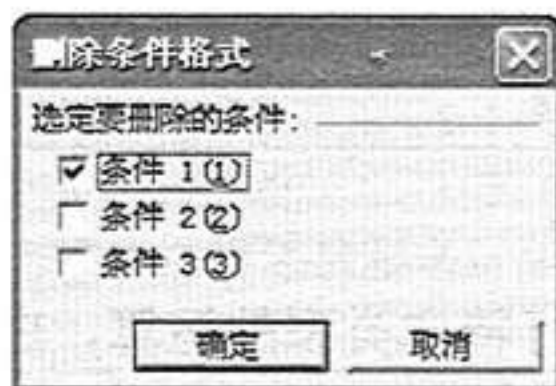 删除条件格式
选定要删除的条件:
条件 1(1)
条件 2(2)
条件 3(3)
确定 取消